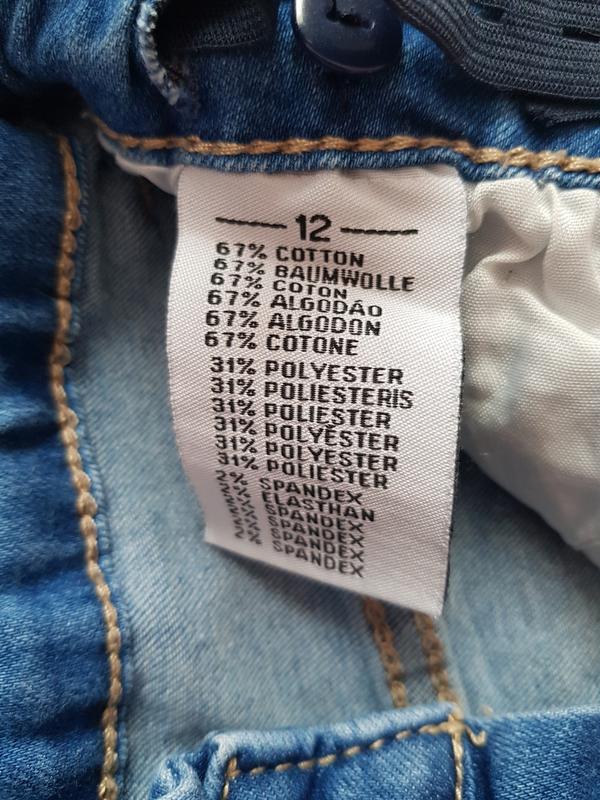 12
67% COTTON
67% BAUMWOLLE
67% COTON
67% ALGODÃO
67% ALGODON
67% COTONE
31% POLYESTER
31% POLIESTERIS
31% POLIESTER
31% POLYÉSTER
31% POLYESTER
31% POLIESTER
2% SPANDEX
2% ELASTHAN
2% SPANDEX
2% SPANDEX
2% SPANDEX
2% SPANDEX